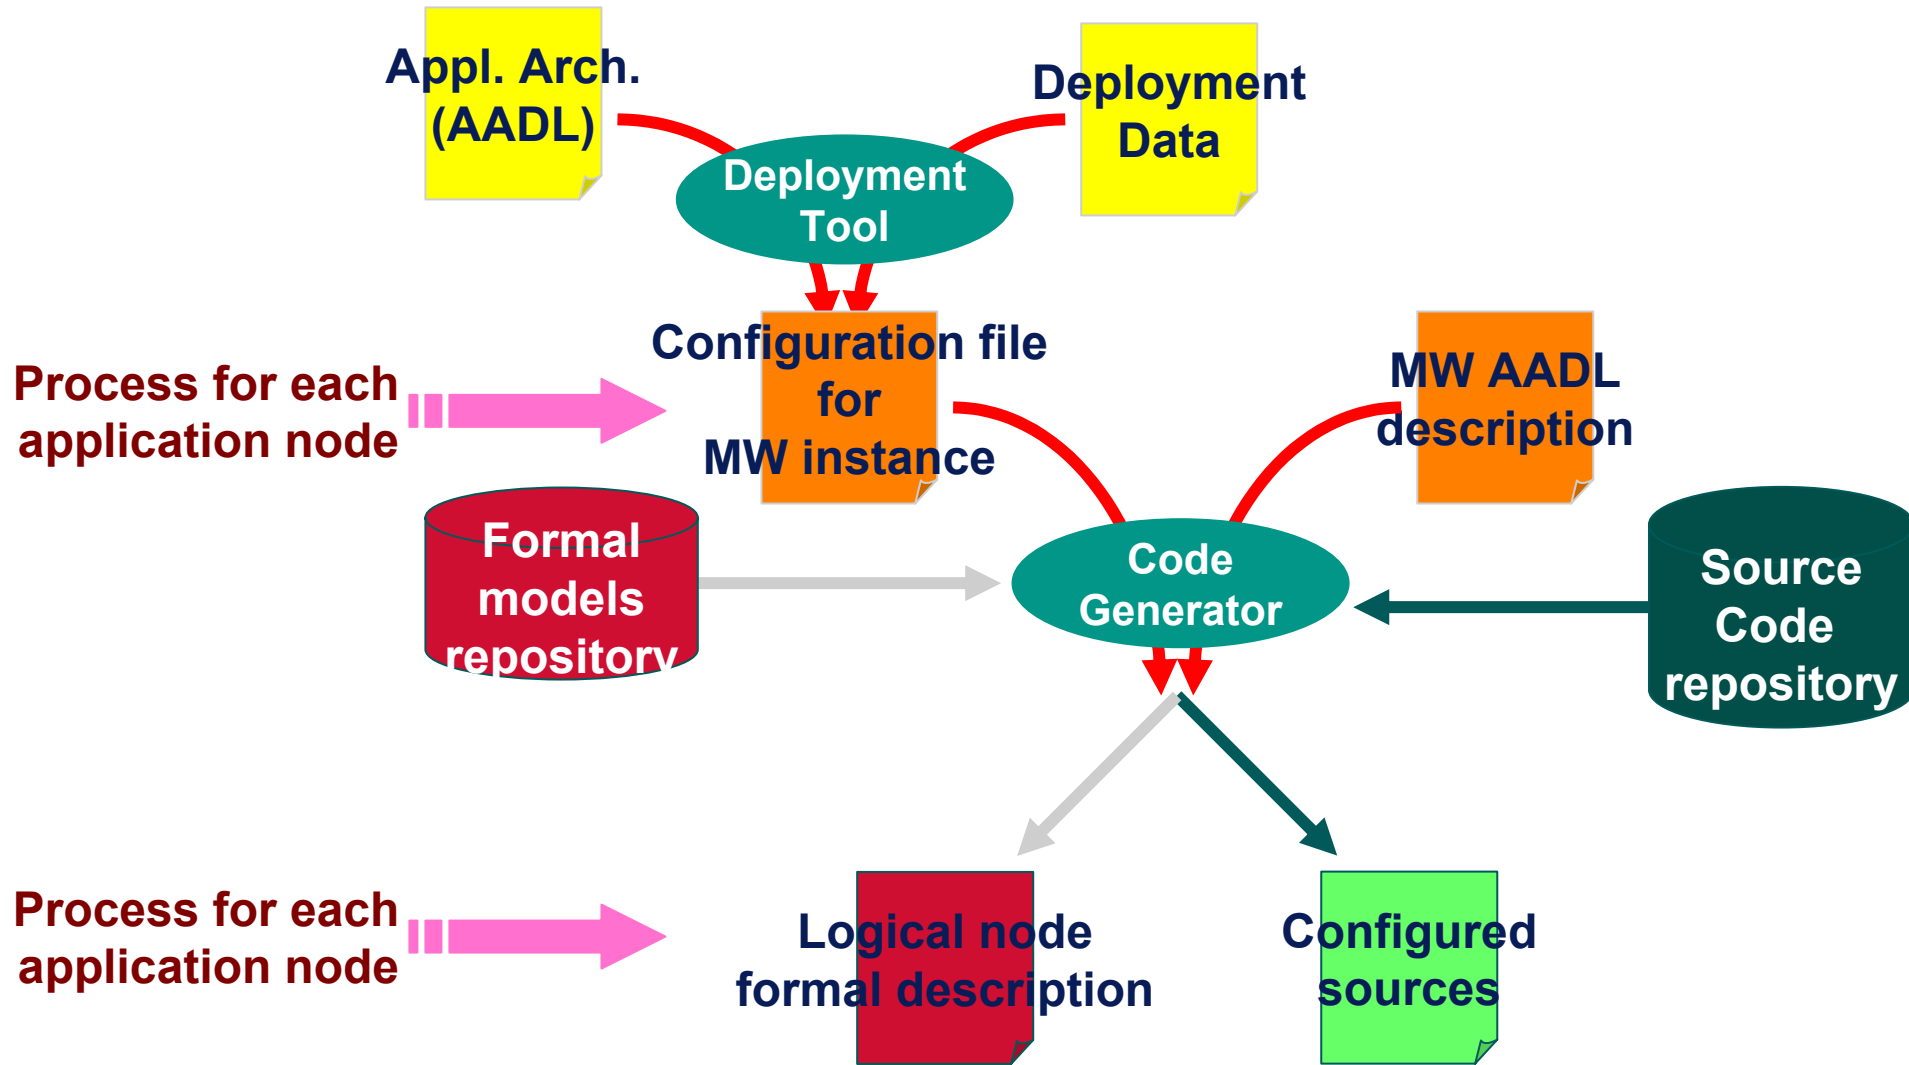 Appl. Arch.
(AADL)
Deployment
Data
Deployment
Tool
Configuration file
for
MW instance
MW AADL
description
Process for each
application node
Formal
models
repository
Code
Generator
Source
Code
repository
Process for each
application node
Logical node
formal description
Configured
sources